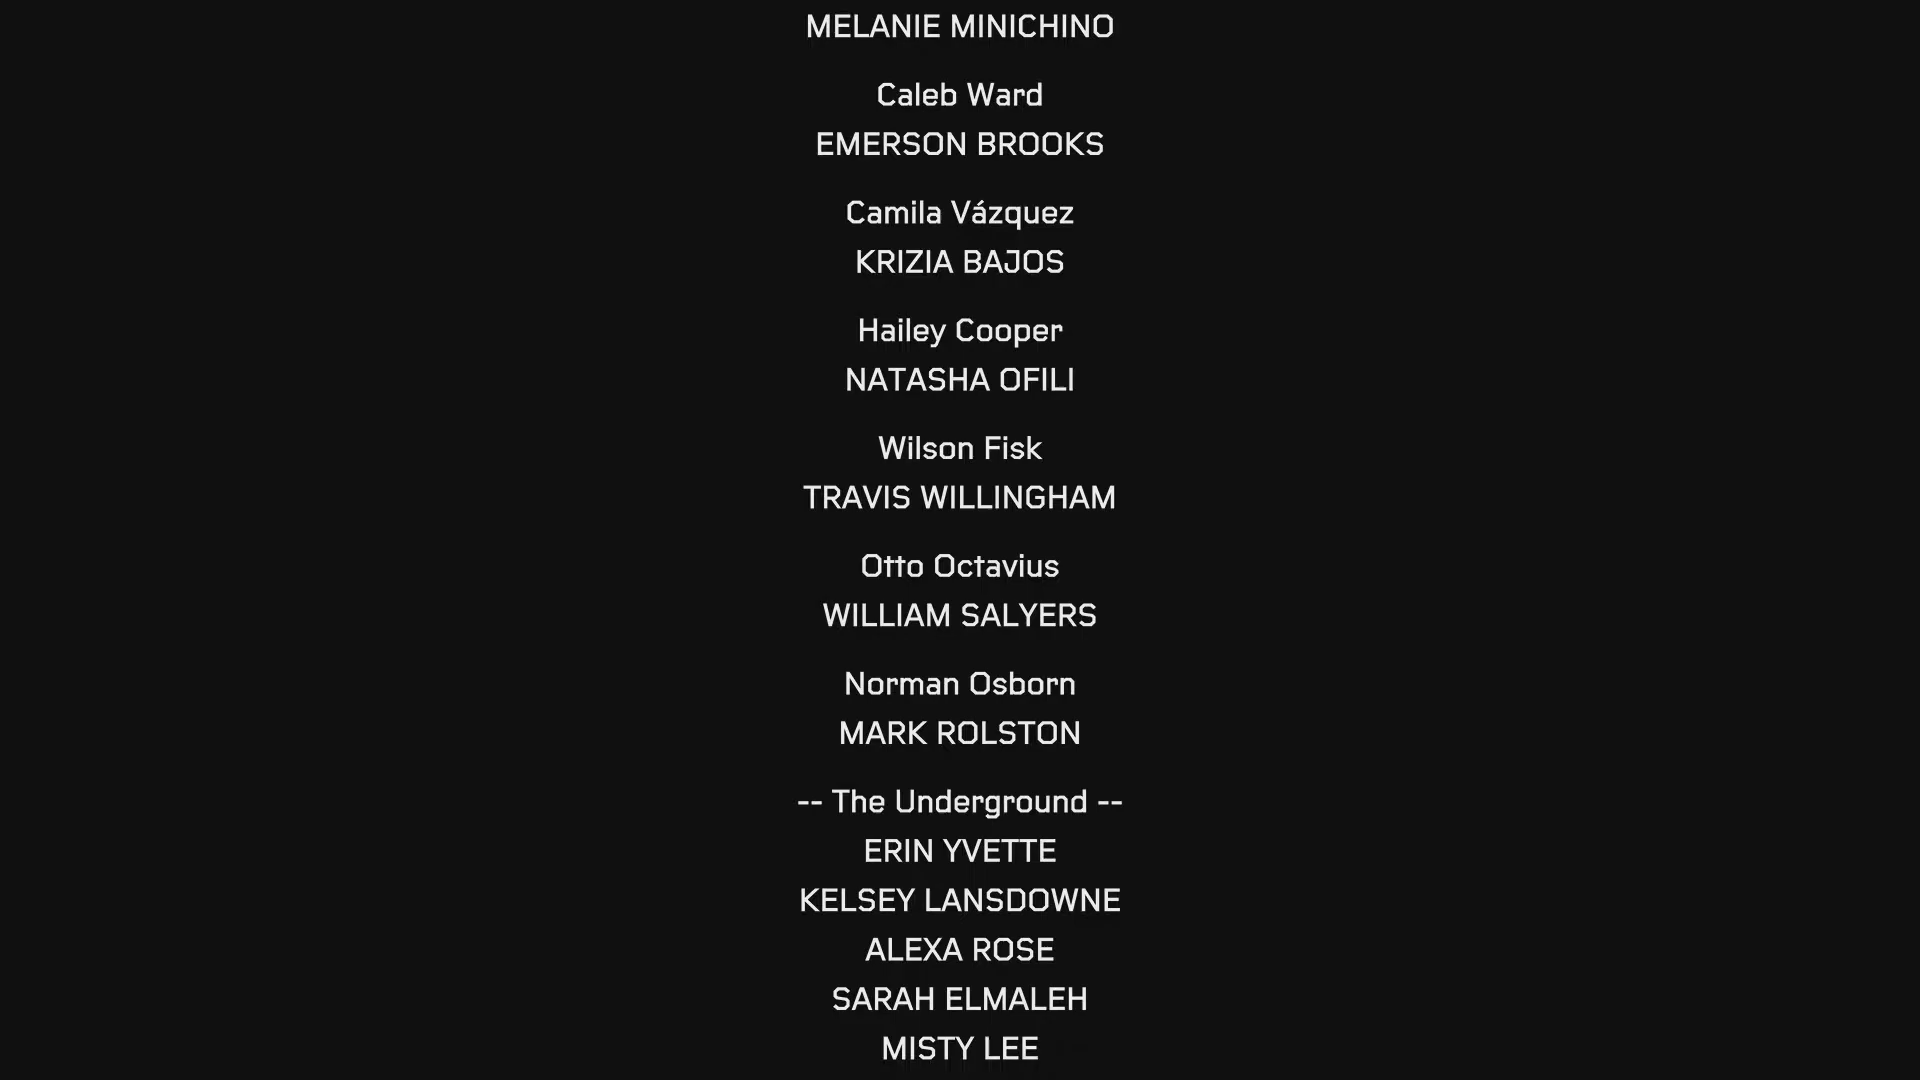 MELANIE MINICHINO
Caleb Ward
EMERSON BROOKS
Camila Vázquez
KRIZIA BAJOS
Hailey Cooper
NATASHA OFILI
Wilson Fisk
TRAVIS WILLINGHAM
Otto Octavius
WILLIAM SALYERS
Norman Osborn
MARK ROLSTON
-- The Underground --
ERIN YVETTE
KELSEY LANSDOWNE
ALEXA ROSE
SARAH ELMALEH
MISTY LEE